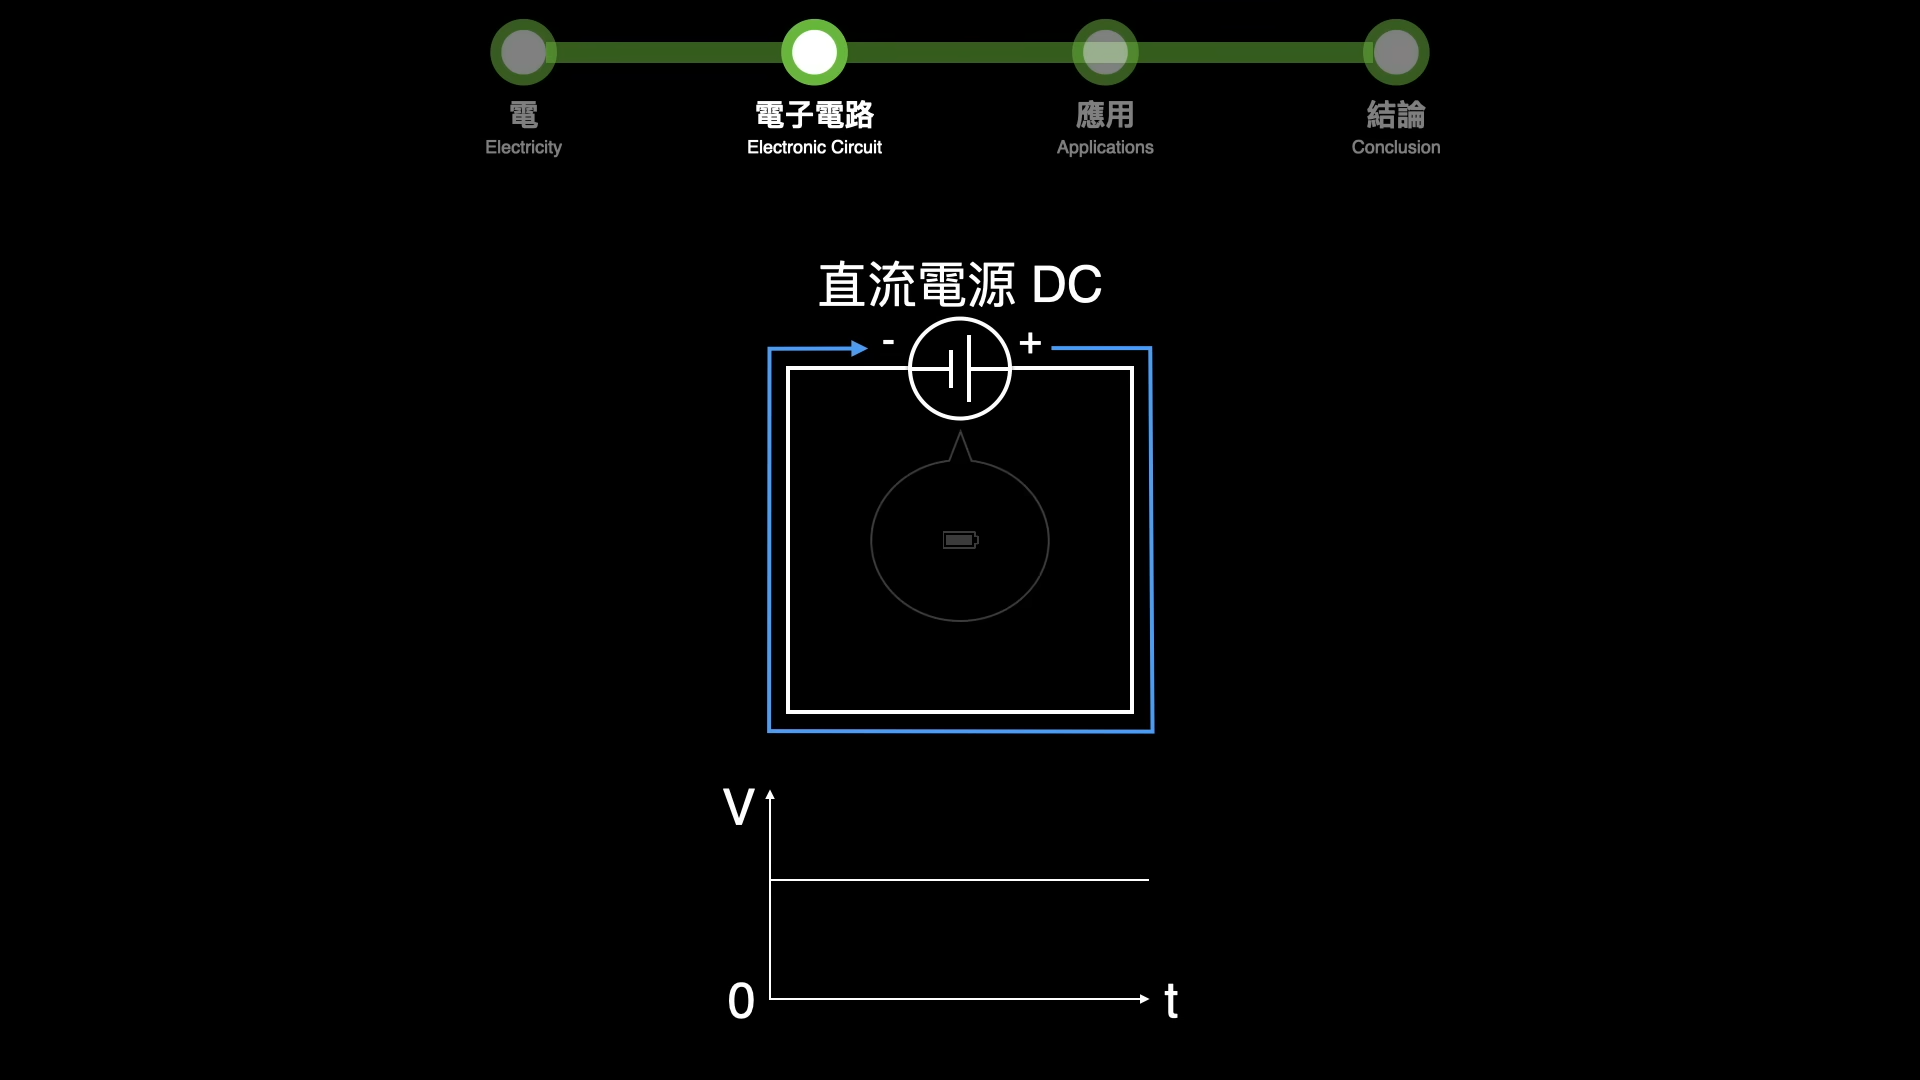 電
Electricity
電子電路
Electronic Circuit
應用
Applications
結論
Conclusion
直流電源 DC
- +
V
0
t